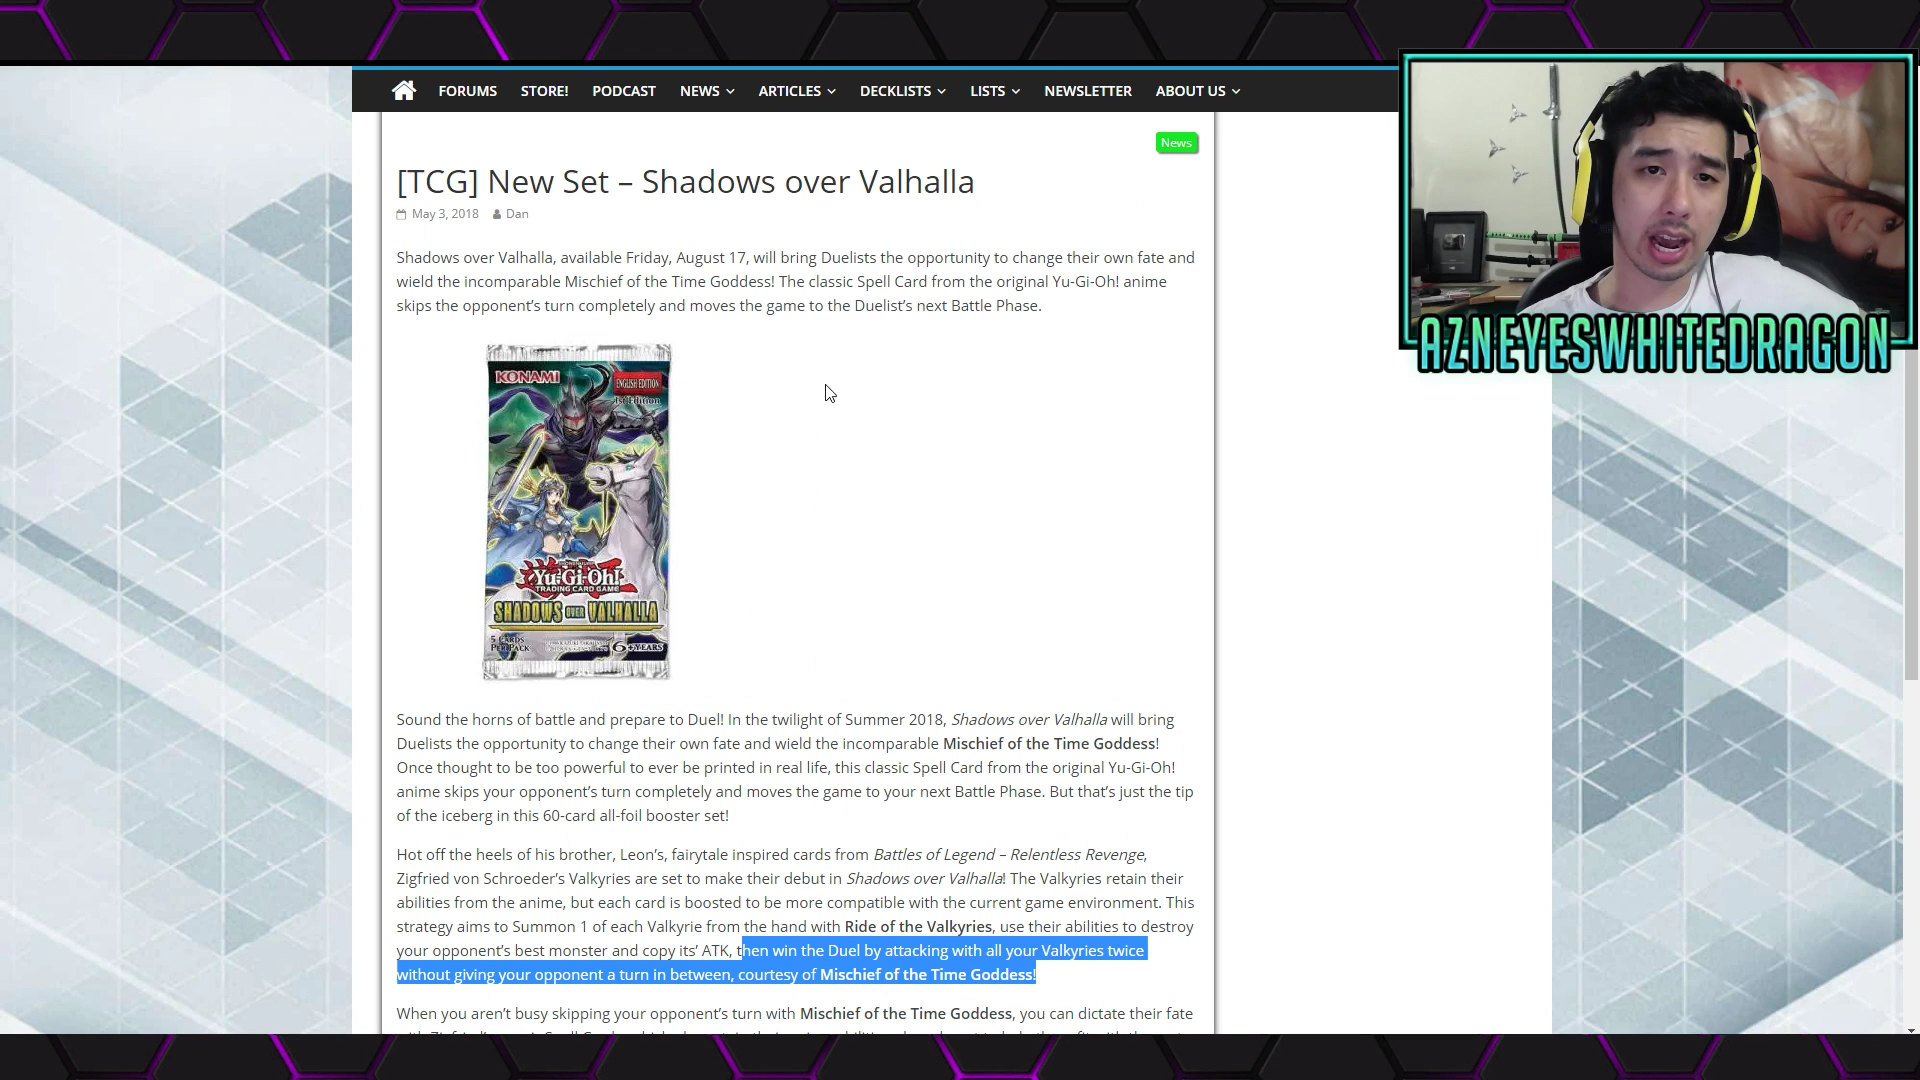 FORUMS STORE! PODCAST NEWS ARTICLES DECKLISTS LISTS NEWSLETTER ABOUT US
News
[TCG] New Set – Shadows over Valhalla
May 3, 2018 Dan
Shadows over Valhalla, available Friday, August 17, will bring Duelists the opportunity to change their own fate and
wield the incomparable Mischief of the Time Goddess! The classic Spell Card from the original Yu-Gi-Oh! anime
skips the opponent’s turn completely and moves the game to the Duelist’s next Battle Phase.
KONAMI
ENGLISH EDITION
1st Edition
Yu-Gi-Oh!
TRADING CARD GAME
SHADOWS OVER VALHALLA
5 CARDS
PER PACK
6+YEARS
Sound the horns of battle and prepare to Duel! In the twilight of Summer 2018, Shadows over Valhalla will bring
Duelists the opportunity to change their own fate and wield the incomparable Mischief of the Time Goddess!
Once thought to be too powerful to ever be printed in real life, this classic Spell Card from the original Yu-Gi-Oh!
anime skips your opponent’s turn completely and moves the game to your next Battle Phase. But that’s just the tip
of the iceberg in this 60-card all-foil booster set!
Hot off the heels of his brother, Leon’s, fairytale inspired cards from Battles of Legend – Relentless Revenge,
Zigfried von Schroeder’s Valkyries are set to make their debut in Shadows over Valhalla! The Valkyries retain their
abilities from the anime, but each card is boosted to be more compatible with the current game environment. This
strategy aims to Summon 1 of each Valkyrie from the hand with Ride of the Valkyries, use their abilities to destroy
your opponent’s best monster and copy its’ ATK, then win the Duel by attacking with all your Valkyries twice
without giving your opponent a turn in between, courtesy of Mischief of the Time Goddess!
When you aren’t busy skipping your opponent’s turn with Mischief of the Time Goddess, you can dictate their fate
AZNEYESWHITEDRAGON